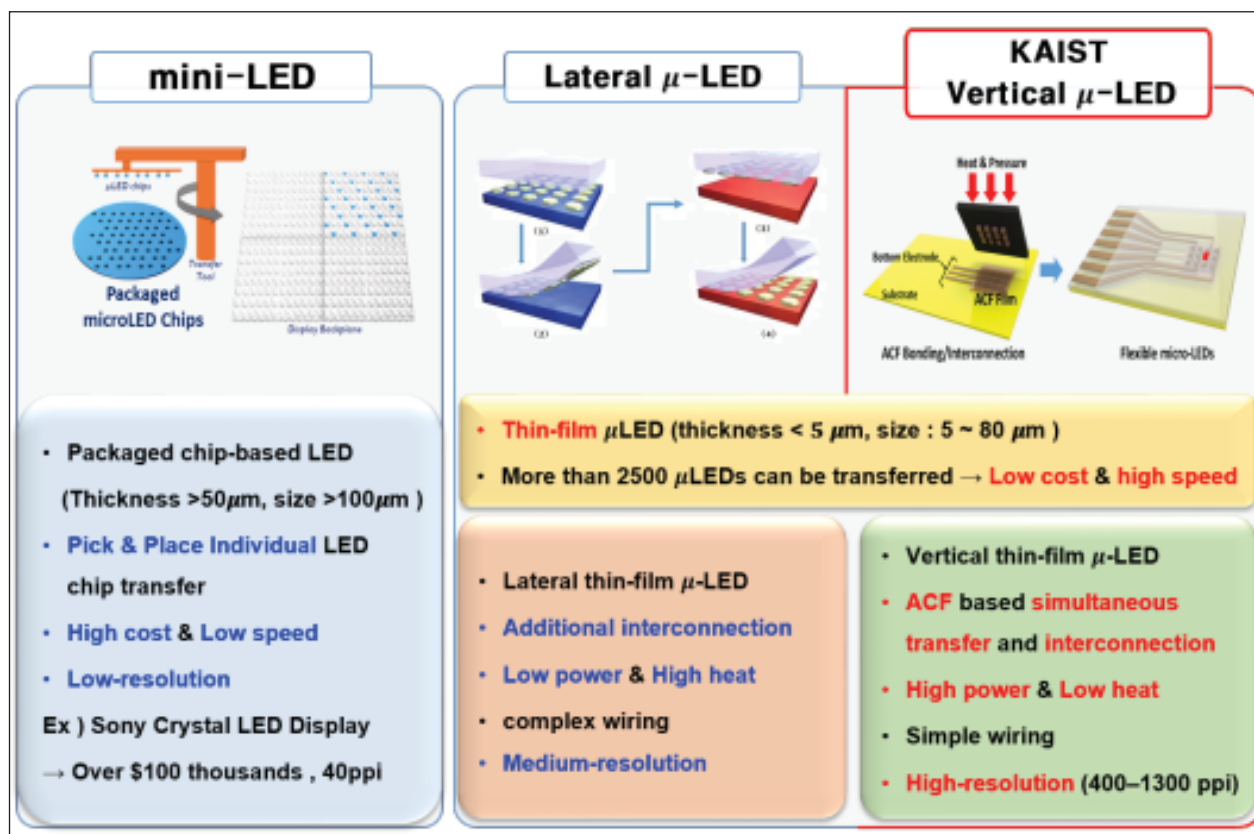 mini-LED
μLED chips
Transfer
Tool
Packaged
microLED Chips
Display Backplane
• Packaged chip-based LED
(Thickness >50μm, size >100μm )
• Pick & Place Individual LED
chip transfer
• High cost & Low speed
• Low-resolution
Ex ) Sony Crystal LED Display
→ Over $100 thousands , 40ppi
Lateral μ-LED
(2)
(4)
KAIST
Vertical μ-LED
Heat & Pressure
Bottom Electrode
Substrate
ACF Film
ACF Bonding/Interconnection
Flexible micro-LEDs
• Thin-film μLED (thickness < 5 μm, size : 5 ~ 80 μm )
• More than 2500 μLEDs can be transferred → Low cost & high speed
• Lateral thin-film μ-LED
• Additional interconnection
• Low power & High heat
• complex wiring
• Medium-resolution
• Vertical thin-film μ-LED
• ACF based simultaneous
transfer and interconnection
• High power & Low heat
• Simple wiring
• High-resolution (400–1300 ppi)